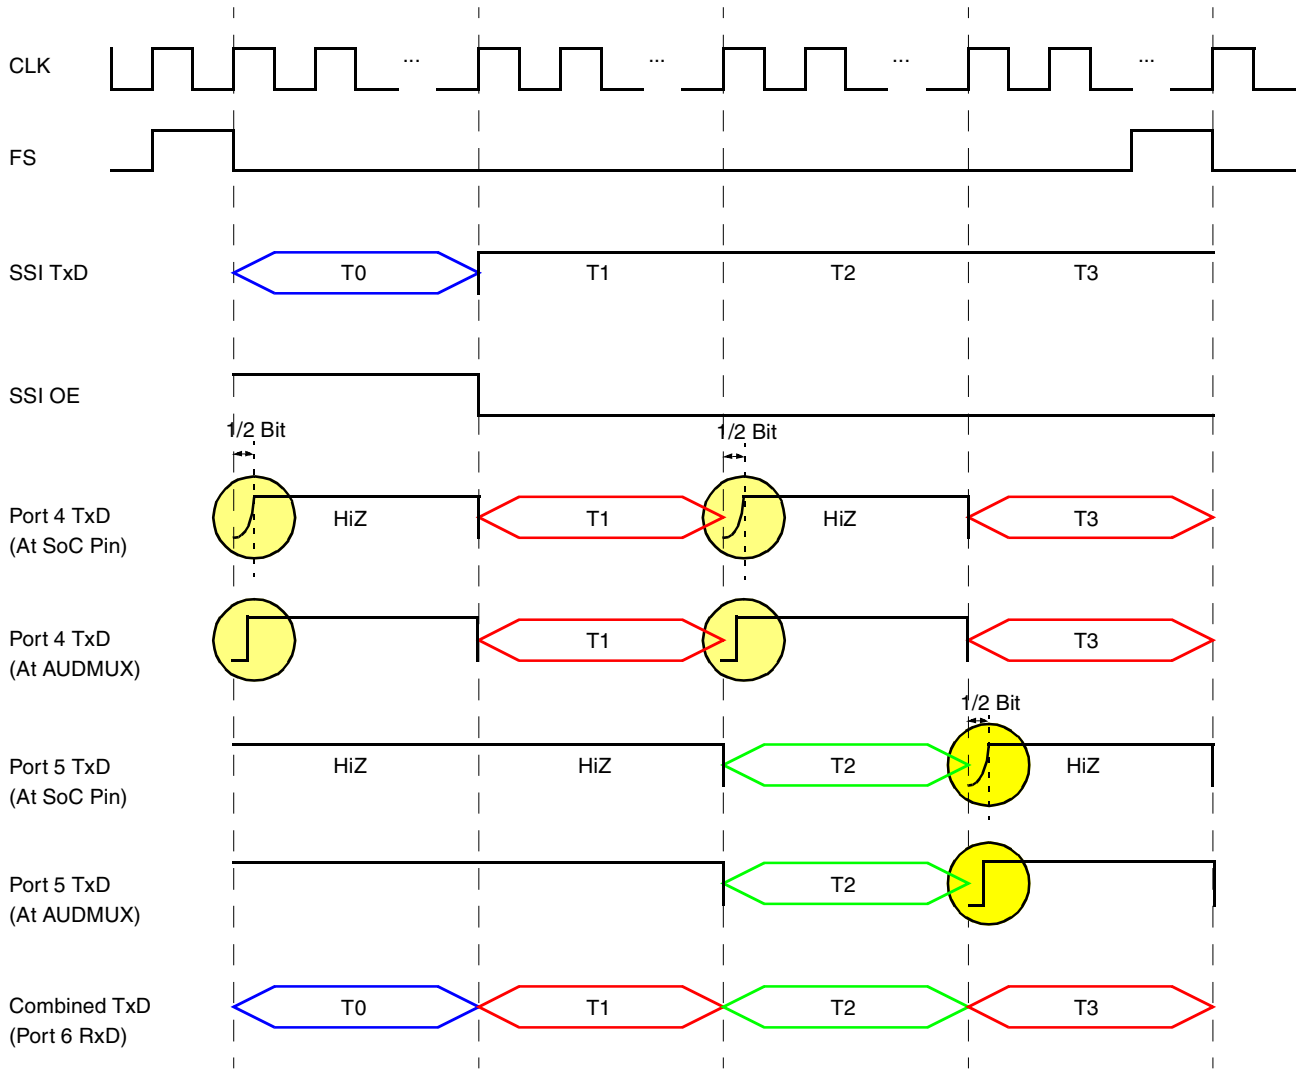 CLK
... ... ... ...
FS
SSI TxD
T0 T1 T2 T3
SSI OE
1/2 Bit 1/2 Bit
Port 4 TxD
(At SoC Pin)
HiZ T1 HiZ T3
Port 4 TxD
(At AUDMUX)
T1 T3
1/2 Bit
Port 5 TxD
(At SoC Pin)
HiZ HiZ T2 HiZ
Port 5 TxD
(At AUDMUX)
T2
Combined TxD
(Port 6 RxD)
T0 T1 T2 T3